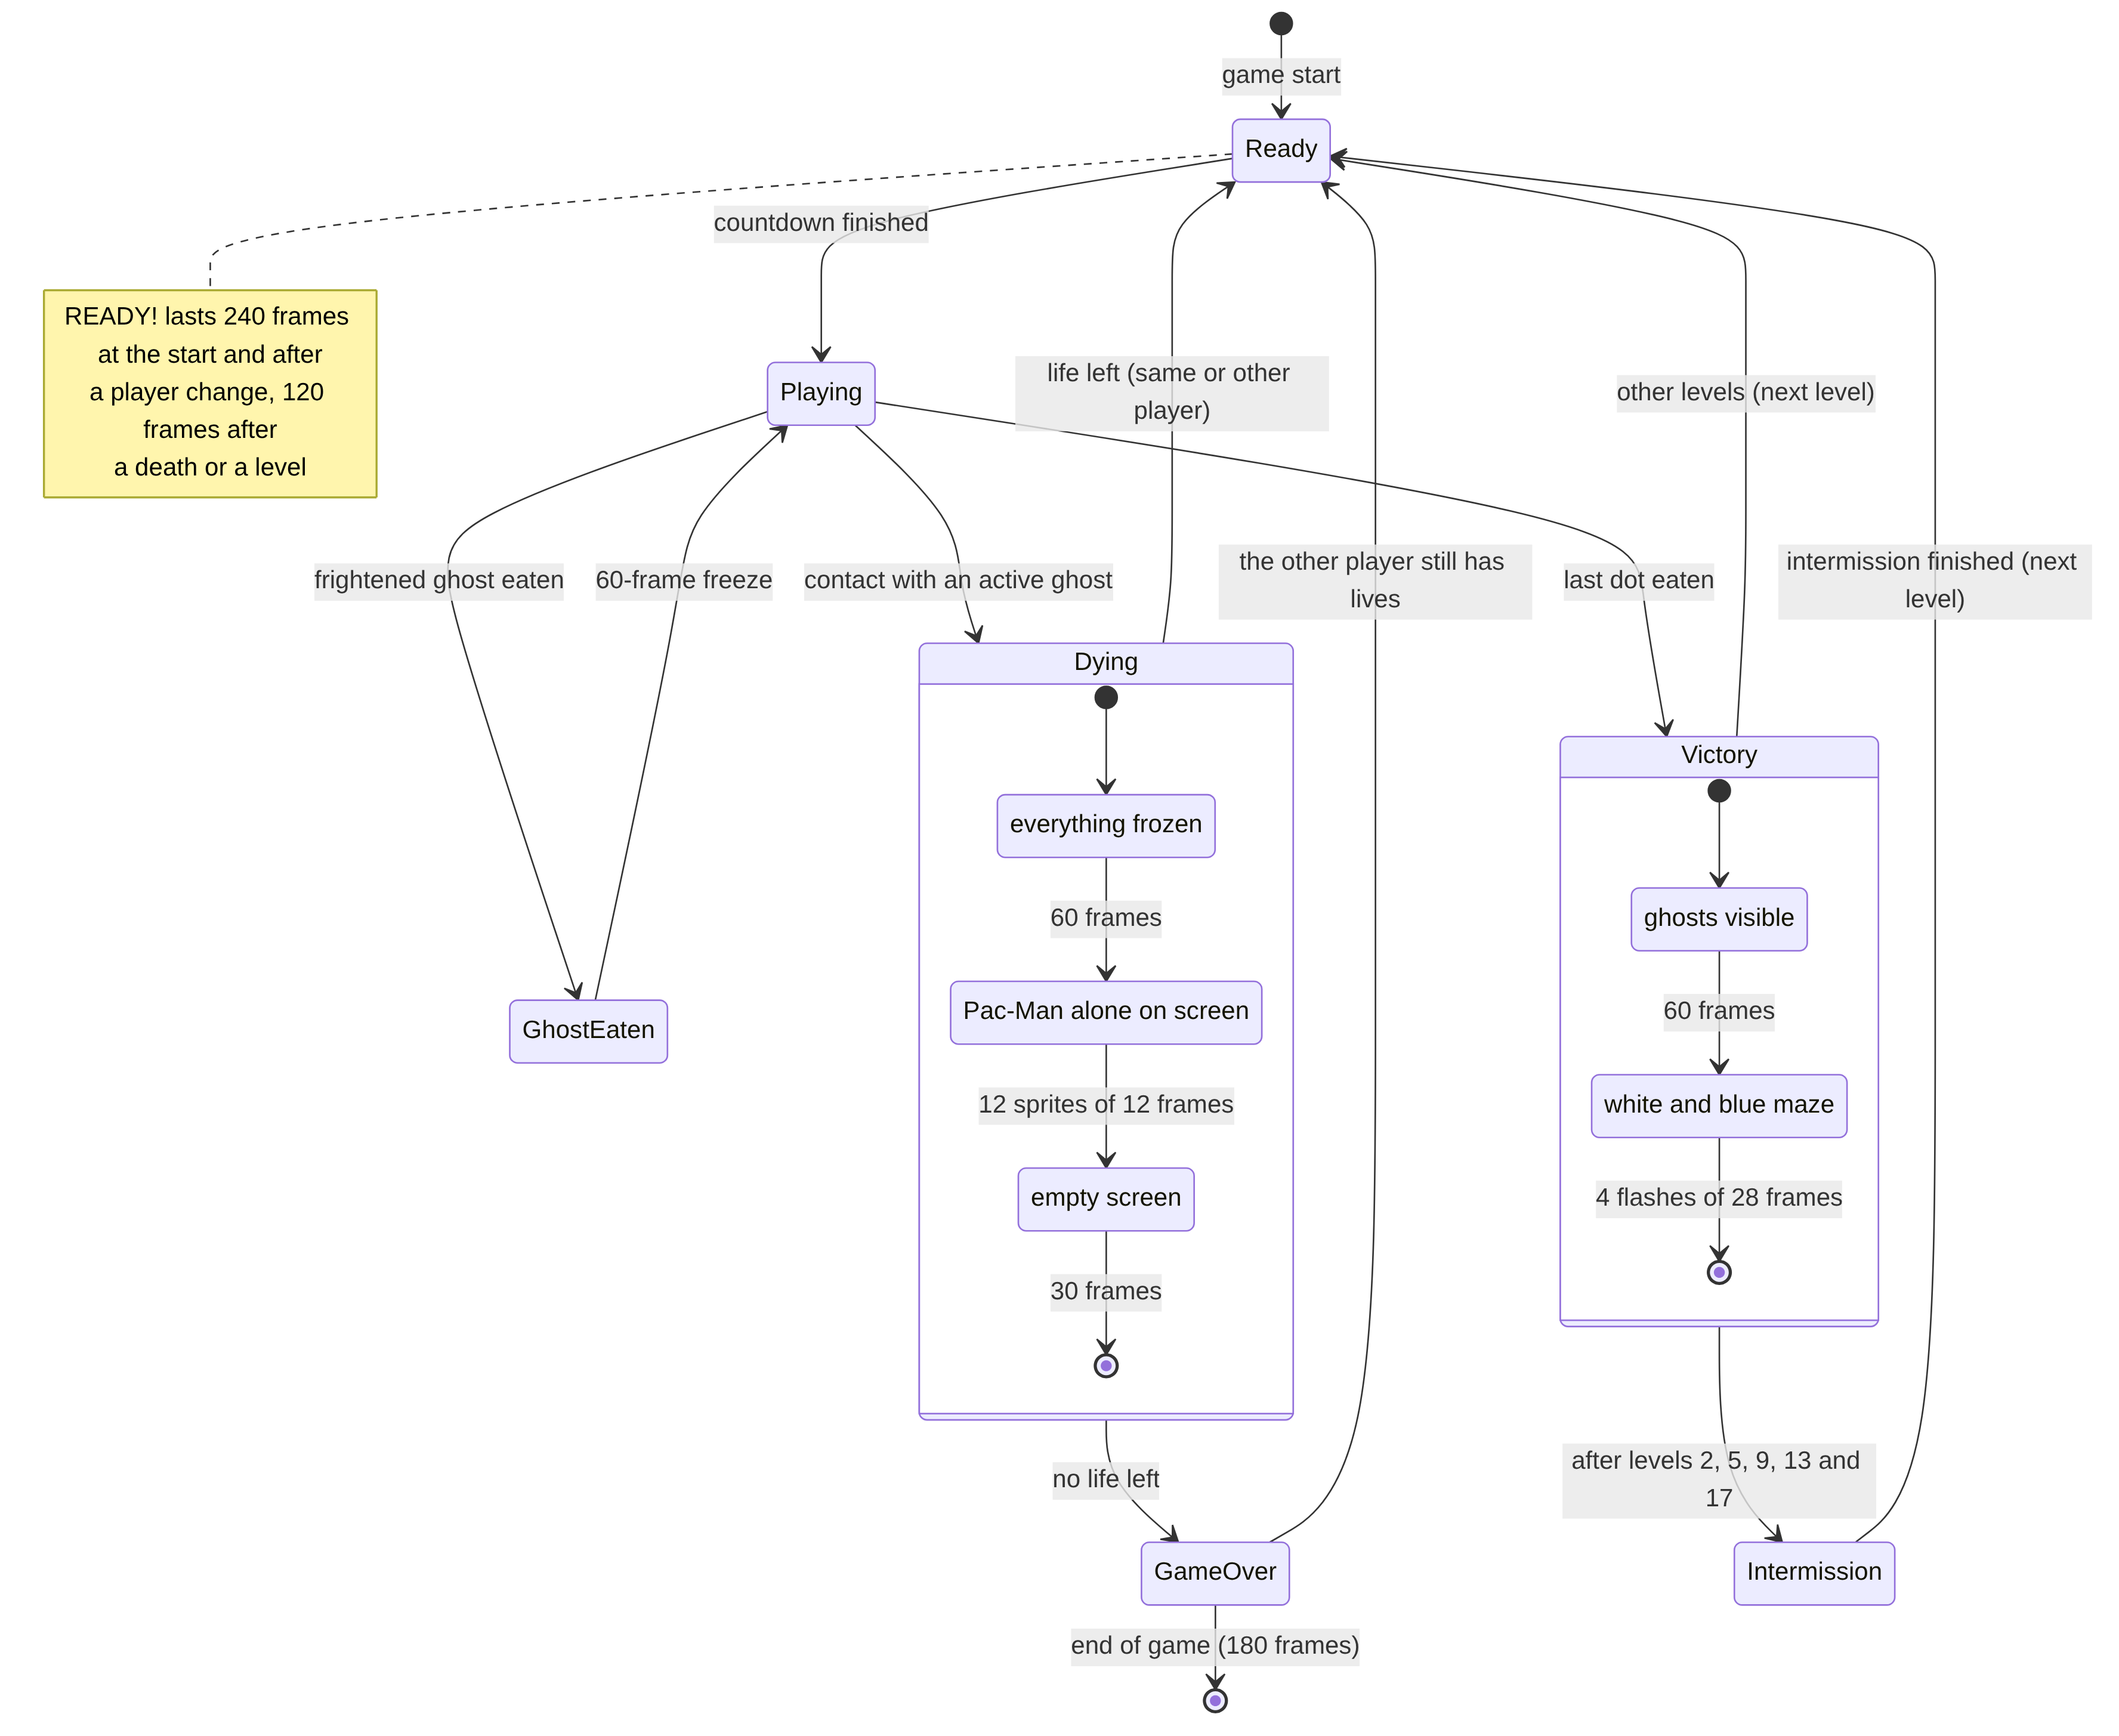 game start
Ready
countdown finished
READY! lasts 240 frames
at the start and after
a player change, 120
frames after
a death or a level
Playing
life left (same or other
player)
other levels (next level)
frightened ghost eaten
60-frame freeze
contact with an active ghost
the other player still has
lives
last dot eaten
intermission finished (next
level)
Dying
everything frozen
60 frames
Pac-Man alone on screen
12 sprites of 12 frames
empty screen
30 frames
Victory
ghosts visible
60 frames
white and blue maze
4 flashes of 28 frames
GhostEaten
no life left
after levels 2, 5, 9, 13 and
17
GameOver
Intermission
end of game (180 frames)